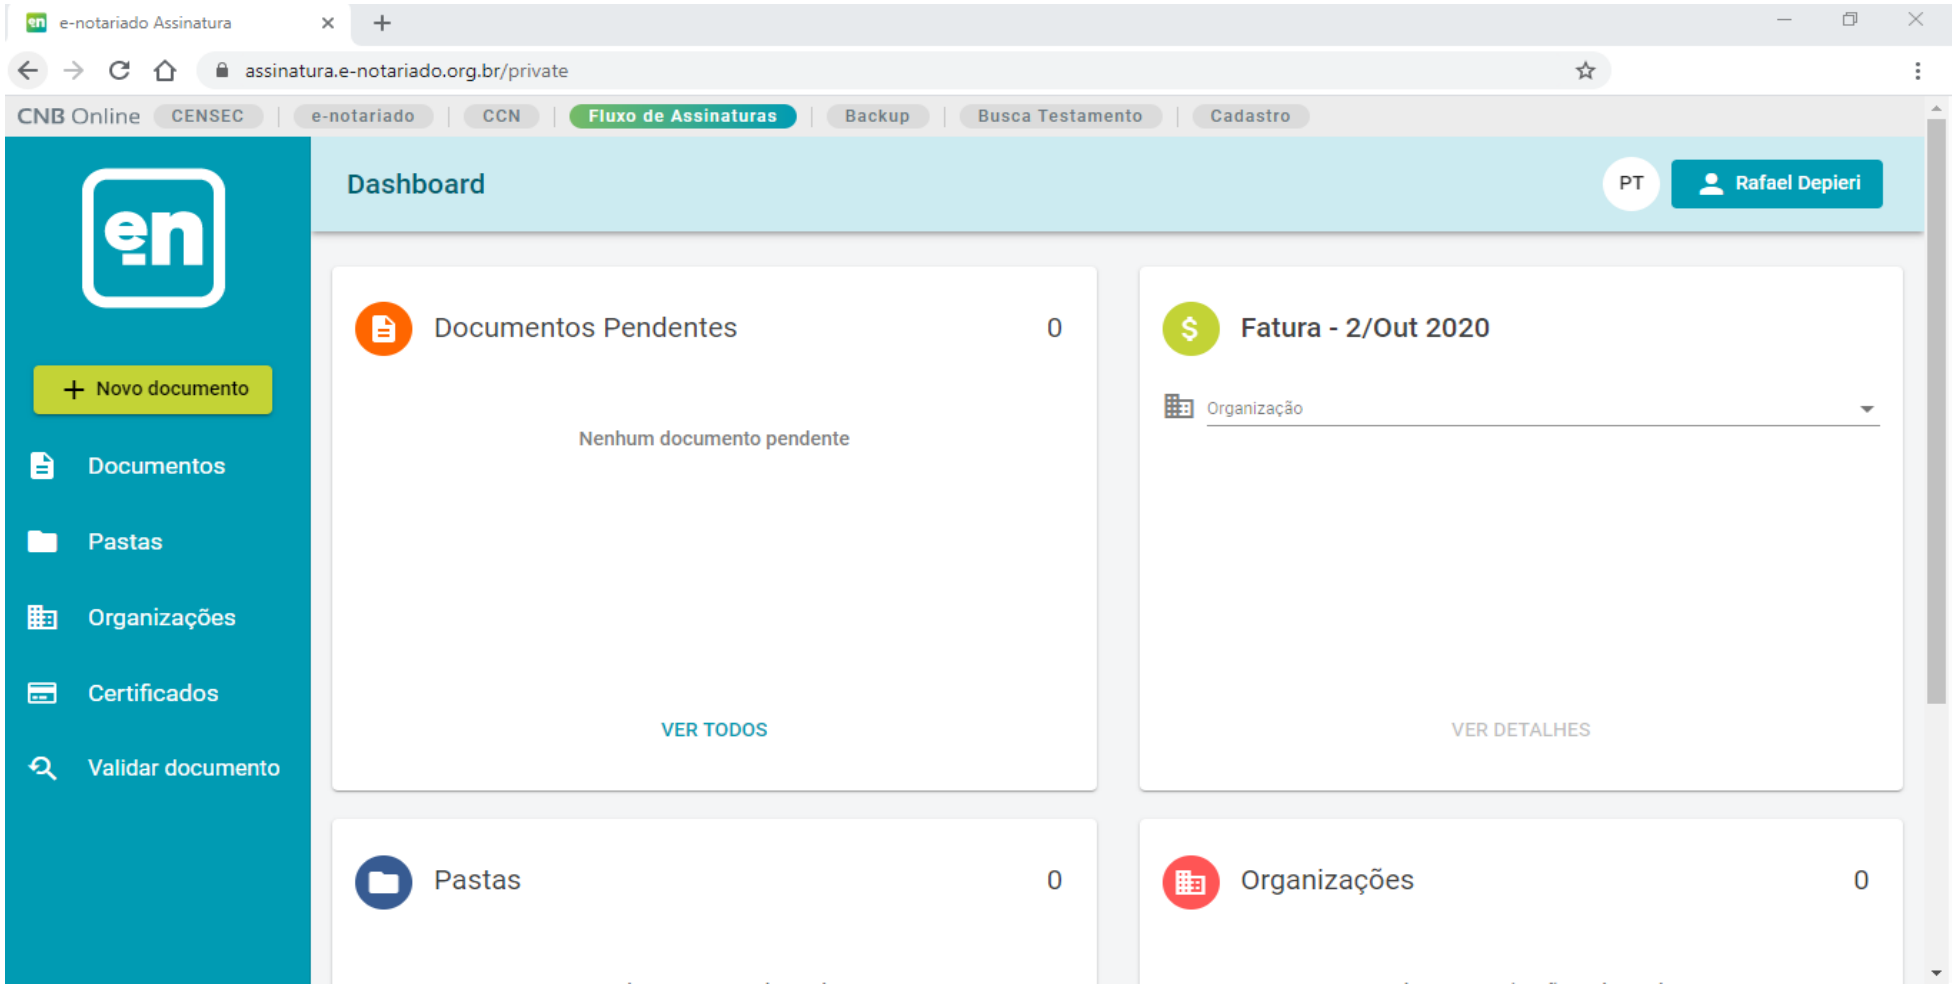 e-notariado Assinatura
assinatura.e-notariado.org.br/private
CNB Online CENSEC | e-notariado | CCN | Fluxo de Assinaturas | Backup | Busca Testamento | Cadastro
en
Dashboard
PT
Rafael Depieri
+ Novo documento
Documentos
Pastas
Organizações
Certificados
Validar documento
Documentos Pendentes 0
Nenhum documento pendente
VER TODOS
$ Fatura - 2/Out 2020
Organização
VER DETALHES
Pastas 0
Organizações 0